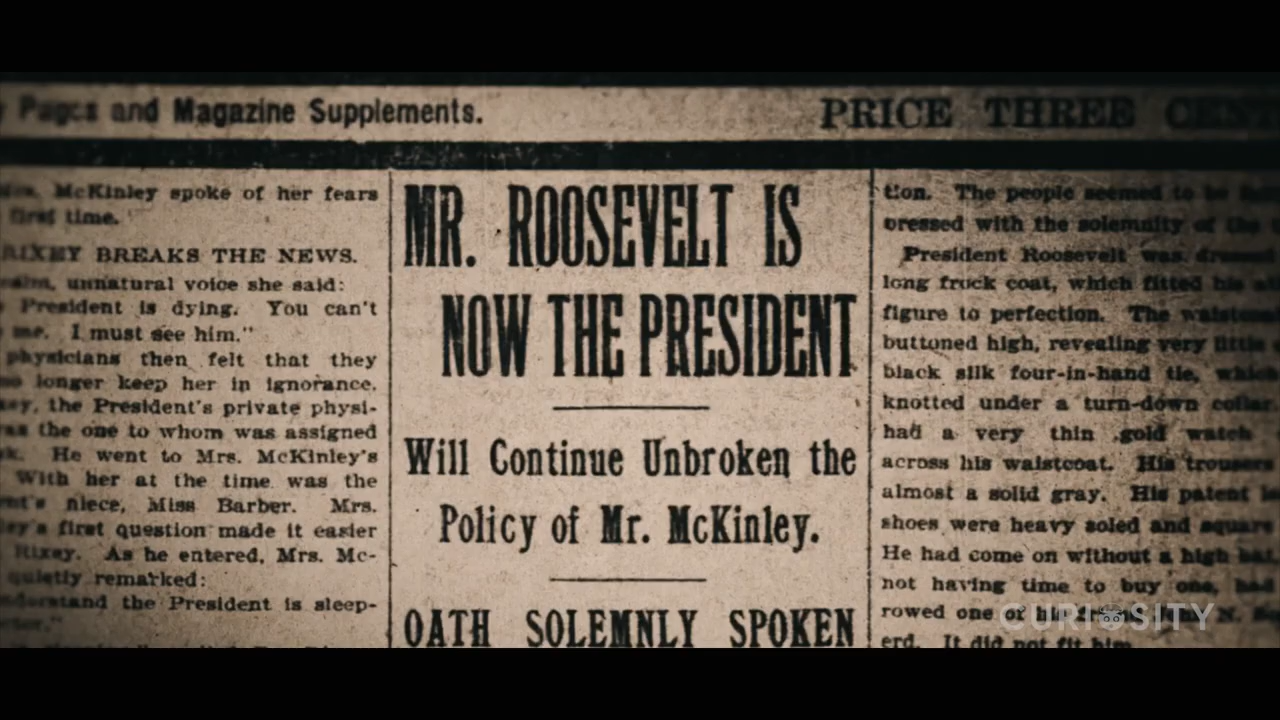 Pages and Magazine Supplements.
PRICE THREE
McKinley spoke of her fears
first time.
RIXEY BREAKS THE NEWS.
unnatural voice she said:
President is dying. You can't
me. I must see him."
physicians then felt that they
no longer keep her in ignorance.
the President's private physi-
was the one to whom was assigned
He went to Mrs. McKinley's
With her at the time was the
niece, Miss Barber. Mrs.
first question made it easier
Rixey. As he entered, Mrs. Mc-
quietly remarked:
the President is sleep-
MR. ROOSEVELT IS
NOW THE PRESIDENT
Will Continue Unbroken the
Policy of Mr. McKinley.
OATH SOLEMNLY SPOKEN
tion. The people seemed to be
pressed with the solemnity of the
President Roosevelt was dressed
long frock coat, which fitted his
figure to perfection. The
buttoned high, revealing very little
black silk four-in-hand tie, which
knotted under a turn-down collar.
had a very thin gold watch
across his waistcoat. His trousers
almost a solid gray. His patent
shoes were heavy soled and square
He had come on without a high hat,
not having time to buy one, had
rowed one of N.
erd. It did not fit him.
CURIOSITY